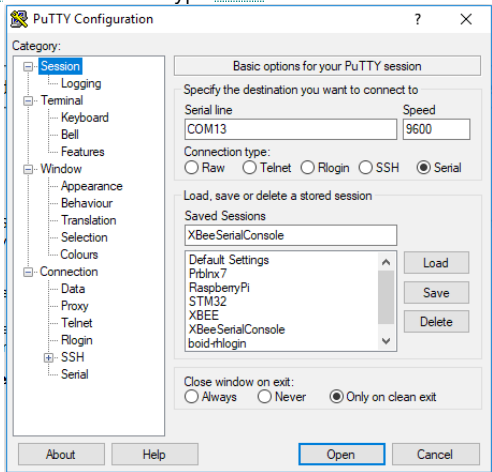 PuTTY Configuration
Category:
Session
Logging
Terminal
Keyboard
Bell
Features
Window
Appearance
Behaviour
Translation
Selection
Colours
Connection
Data
Proxy
Telnet
Rlogin
SSH
Serial
Basic options for your PuTTY session
Specify the destination you want to connect to
Serial line Speed
COM13 9600
Connection type:
Raw Telnet Rlogin SSH Serial
Load, save or delete a stored session
Saved Sessions
XBeeSerialConsole
Default Settings
Prblnx7
RaspberryPi
STM32
XBEE
XBeeSerialConsole
boid-rhlogin
Load
Save
Delete
Close window on exit:
Always Never Only on clean exit
About Help Open Cancel